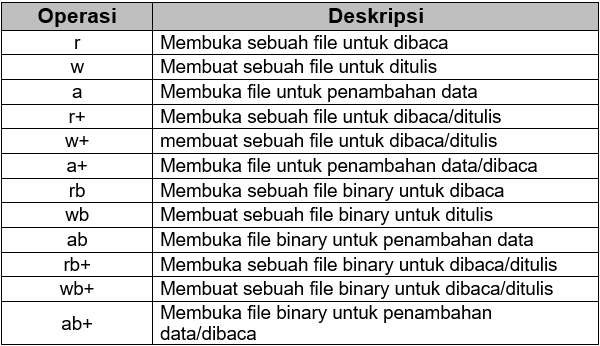 Operasi Deskripsi
r Membuka sebuah file untuk dibaca
w Membuat sebuah file untuk ditulis
a Membuka file untuk penambahan data
r+ Membuka sebuah file untuk dibaca/ditulis
w+ membuat sebuah file untuk dibaca/ditulis
a+ Membuka file untuk penambahan data/dibaca
rb Membuka sebuah file binary untuk dibaca
wb Membuat sebuah file binary untuk ditulis
ab Membuka file binary untuk penambahan data
rb+ Membuka sebuah file binary untuk dibaca/ditulis
wb+ Membuat sebuah file binary untuk dibaca/ditulis
ab+ Membuka file binary untuk penambahan
data/dibaca